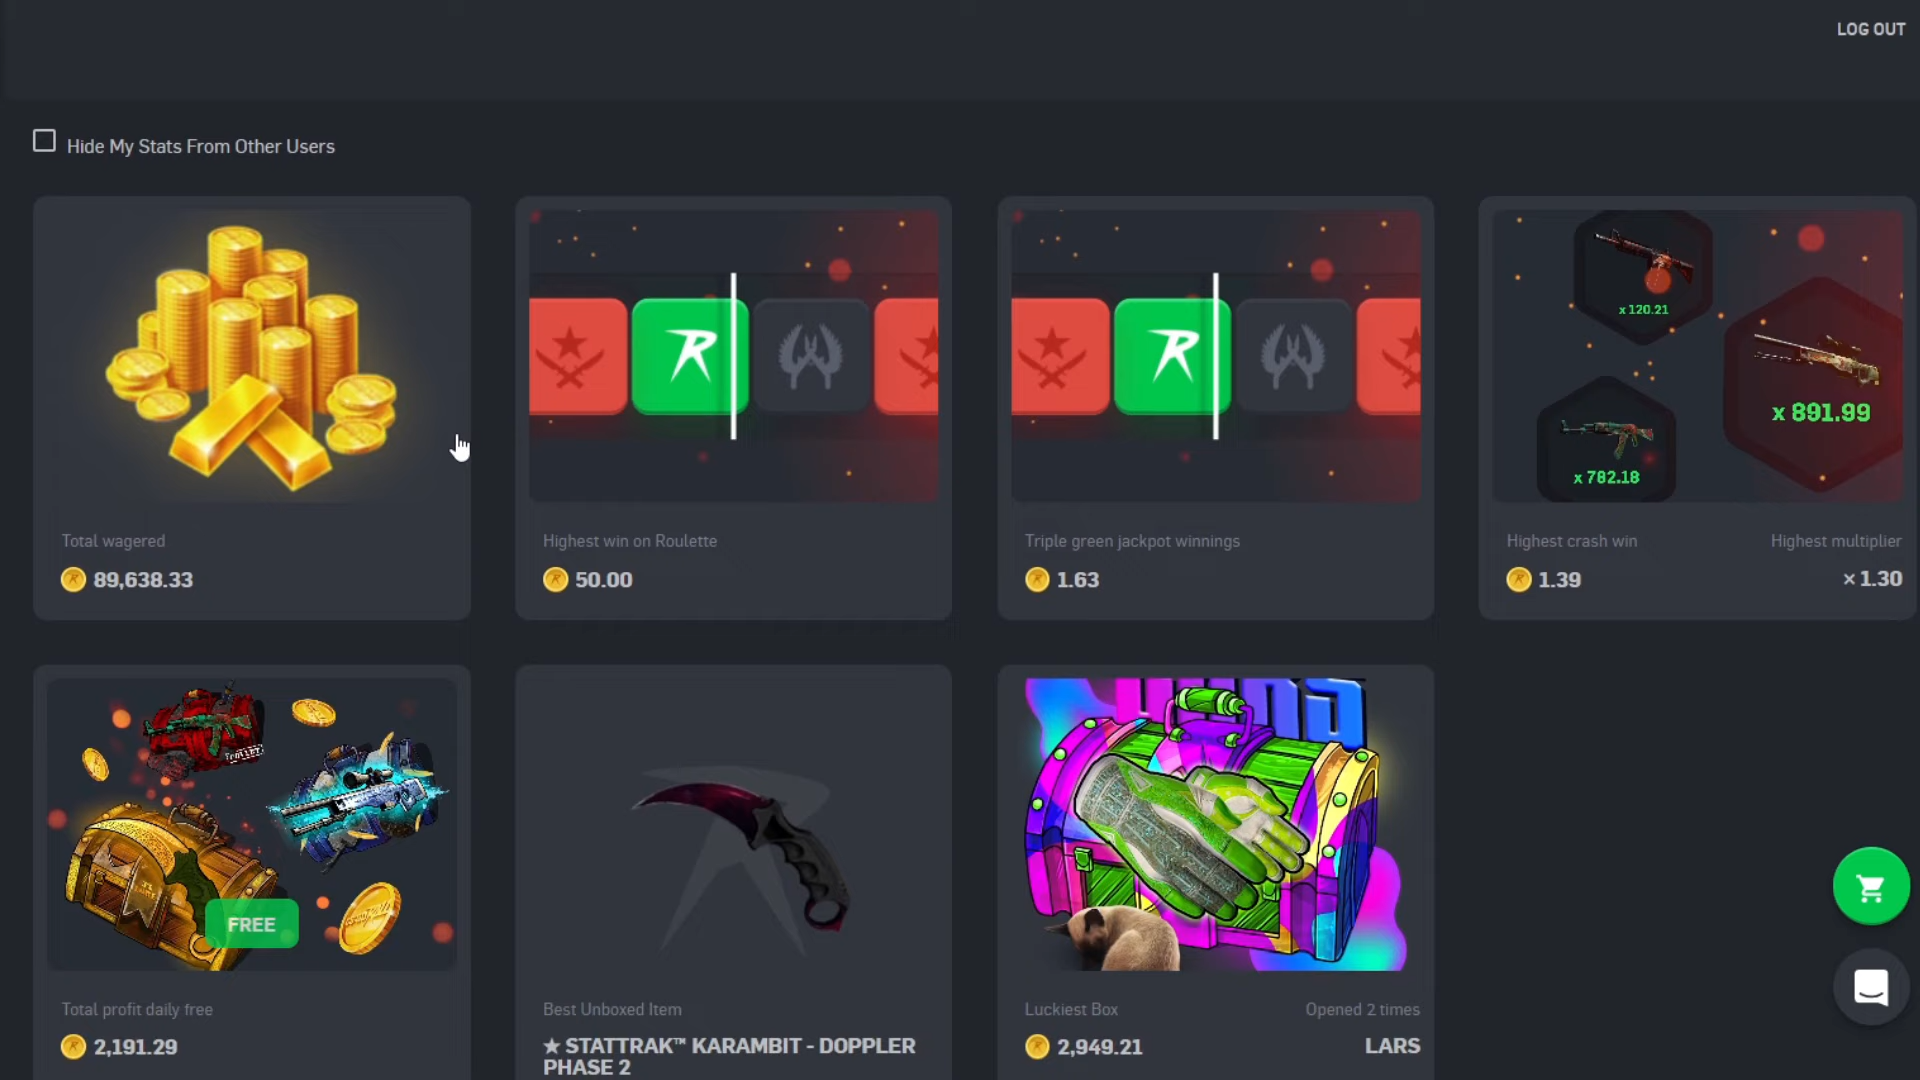 LOG OUT
Hide My Stats From Other Users
x 120.21
x 891.99
x 782.18
Total wagered
89,638.33
Highest win on Roulette
50.00
Triple green jackpot winnings
1.63
Highest crash win
Highest multiplier
1.39
×1.30
FREE
Total profit daily free
2,191.29
Best Unboxed Item
★ STATTRAK™ KARAMBIT - DOPPLER
PHASE 2
Luckiest Box
Opened 2 times
2,949.21
LARS